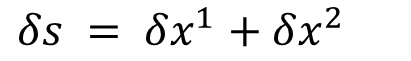 δs = δx¹ + δx²